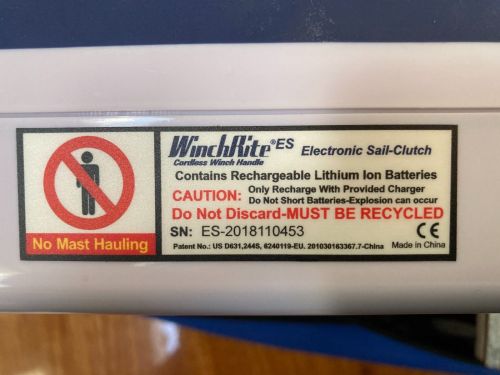 WinchRite®ES Electronic Sail-Clutch
Cordless Winch Handle
Contains Rechargeable Lithium Ion Batteries
CAUTION: Only Recharge With Provided Charger
Do Not Short Batteries-Explosion can occur
Do Not Discard-MUST BE RECYCLED
SN: ES-2018110453
CE
Patent No.: US D631,244S, 6240119-EU. 201030163367.7-China Made in China
No Mast Hauling